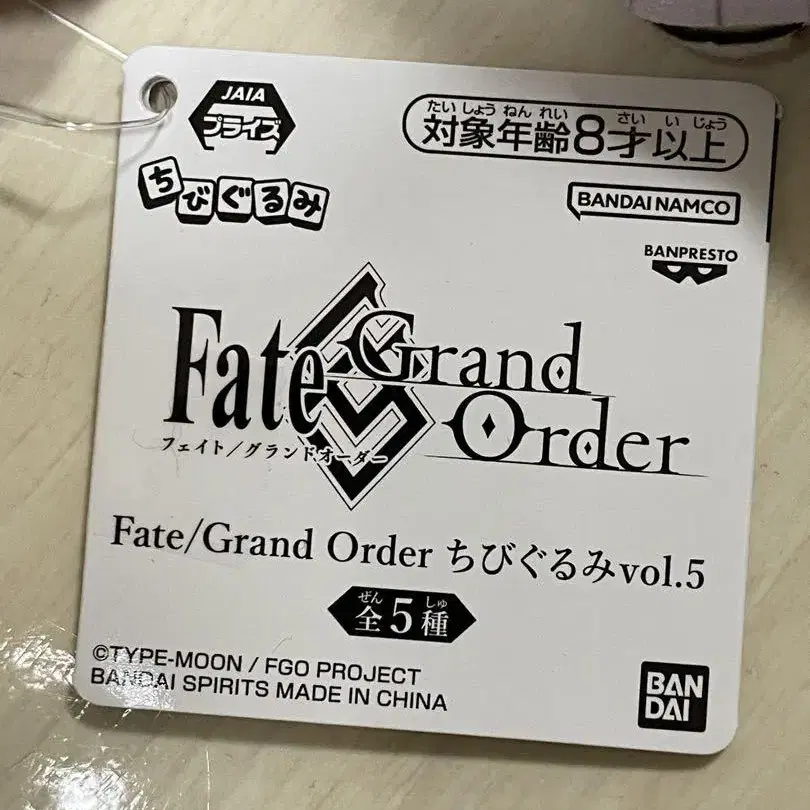 JAIA
プライズ
たいしょうねんれい さいいじょう
対象年齢8才以上
ちびぐるみ
BANDAI NAMCO
BANPRESTO
Fate
Grand
Order
フェイト/グランドオーダー
Fate/Grand Order ちびぐるみvol.5
ぜん しゅ
全5種
©TYPE-MOON / FGO PROJECT
BANDAI SPIRITS MADE IN CHINA
BAN
DAI